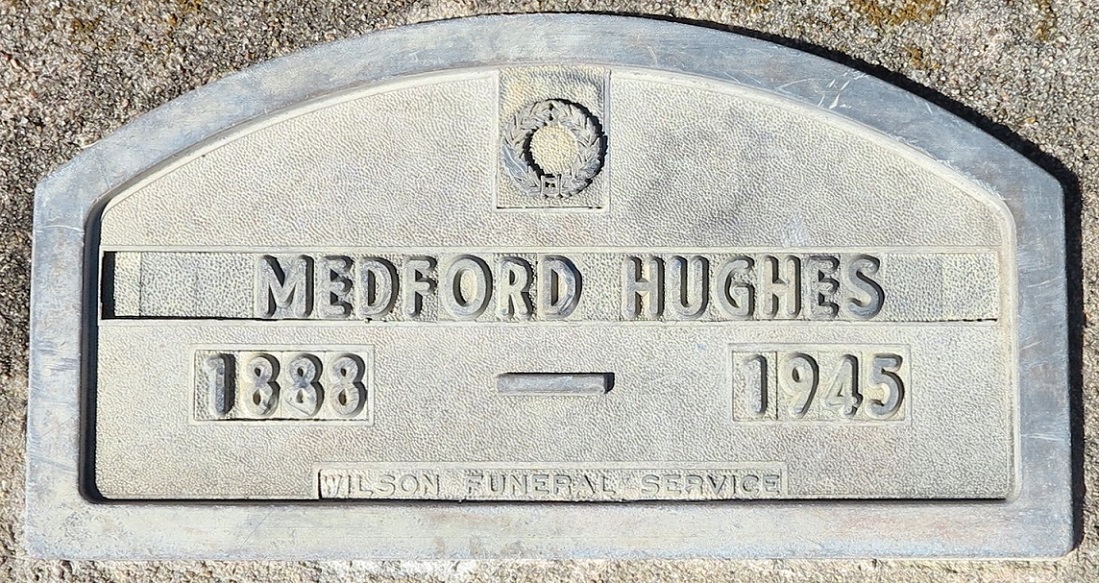 MEDFORD HUGHES
1888 — 1945
WILSON FUNERAL SERVICE